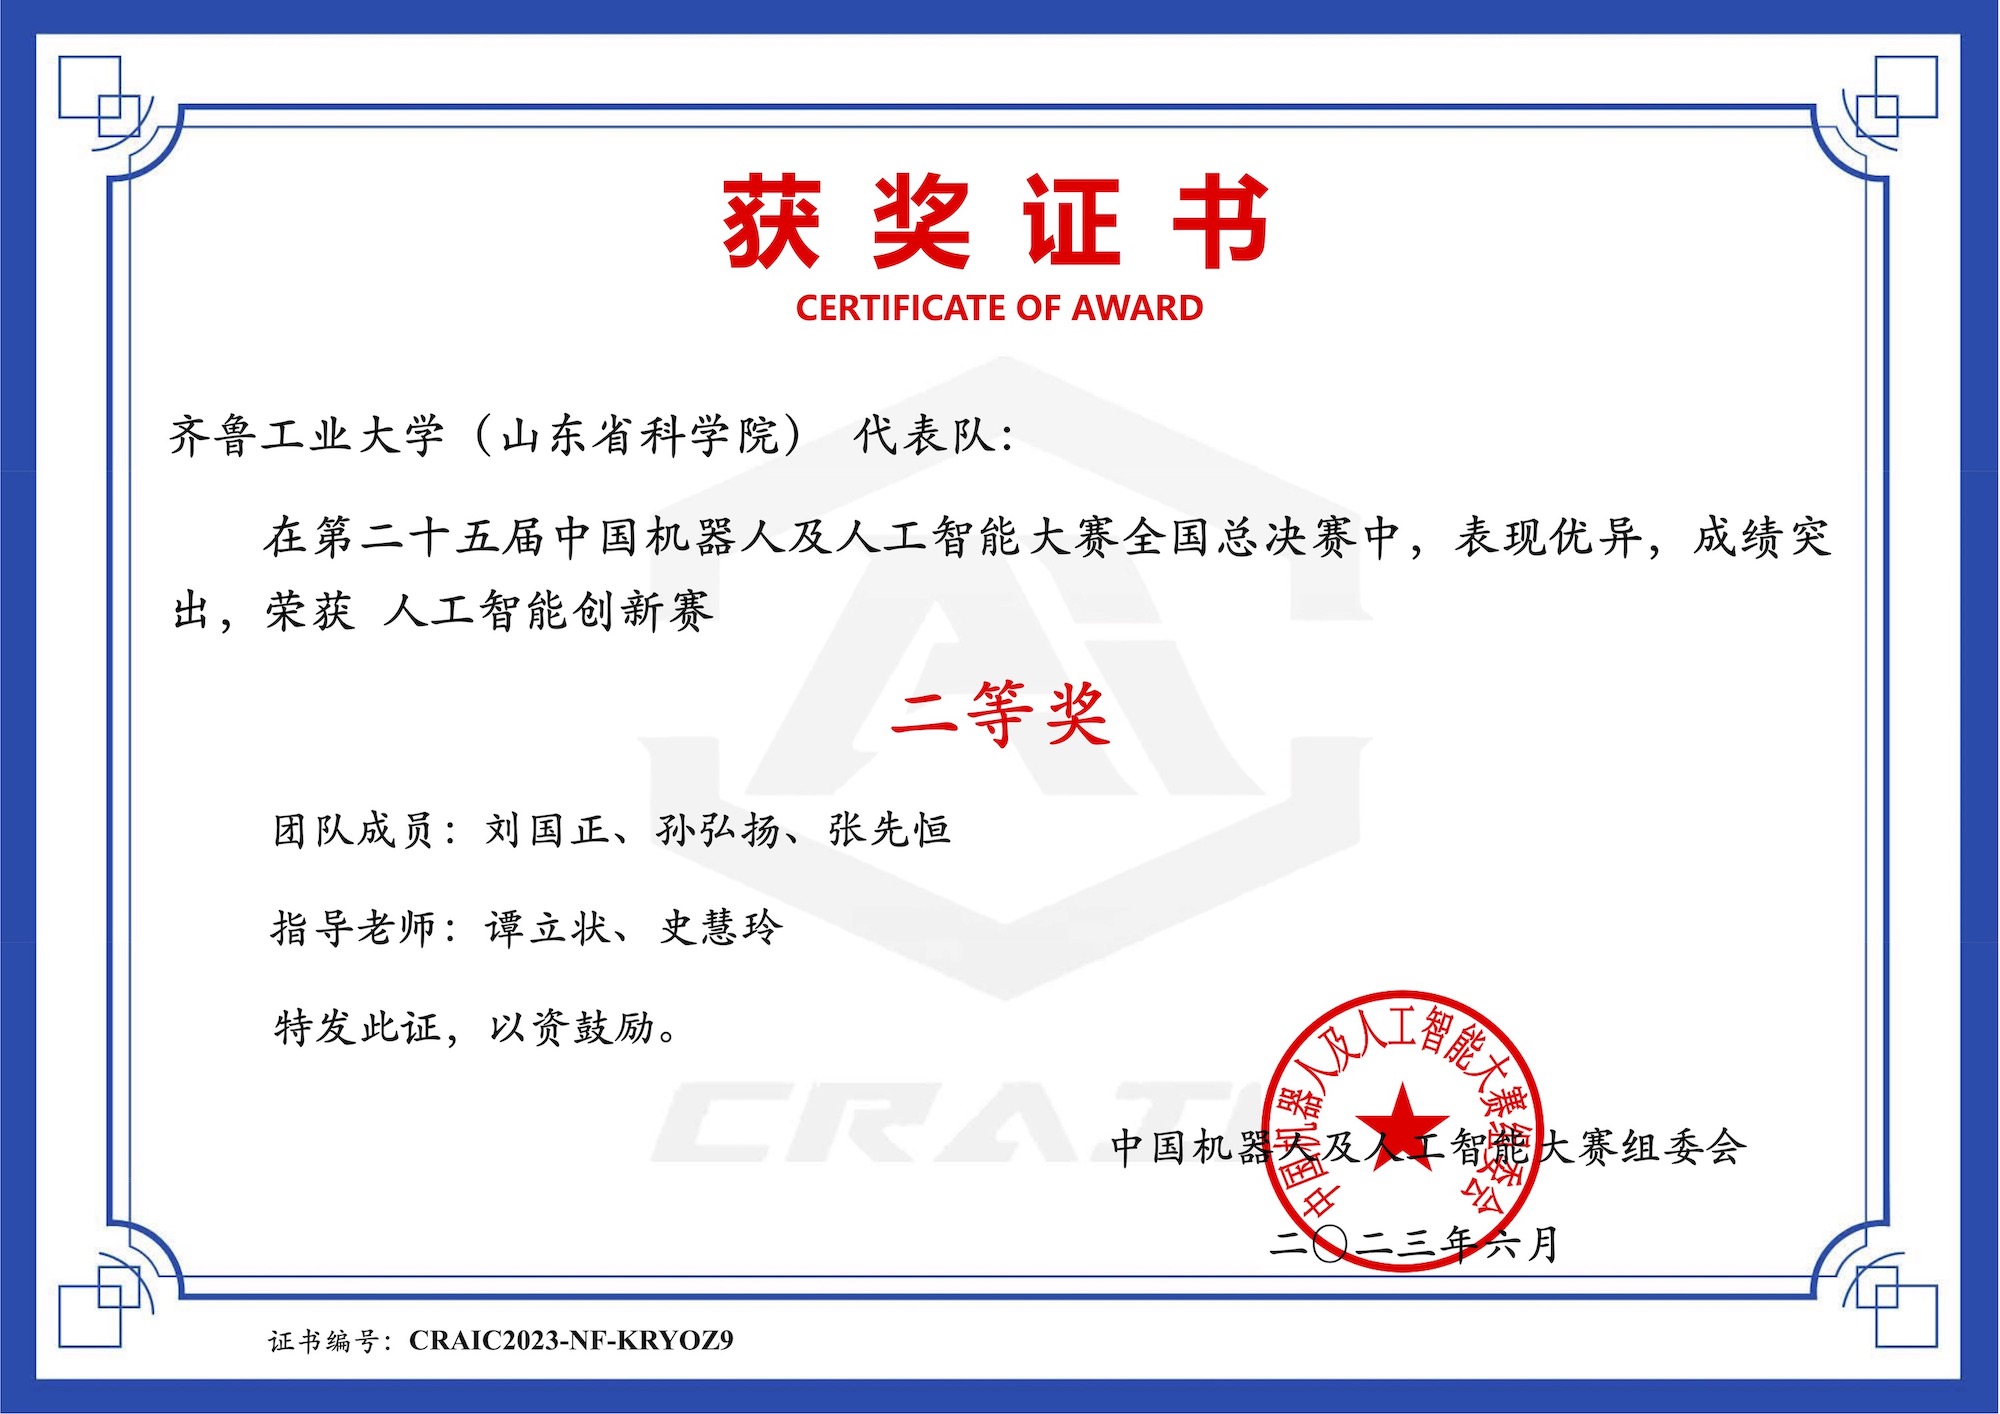 获奖证书
CERTIFICATE OF AWARD
齐鲁工业大学（山东省科学院） 代表队：
在第二十五届中国机器人及人工智能大赛全国总决赛中，表现优异，成绩突
出，荣获 人工智能创新赛
二等奖
团队成员：刘国正、孙弘扬、张先恒
指导老师：谭立状、史慧玲
特发此证，以资鼓励。
CRAIC
中国机器人及人工智能大赛组委会
中国机器人及人工智能大赛组委会
二〇二三年六月
证书编号：CRAIC2023-NF-KRYOZ9